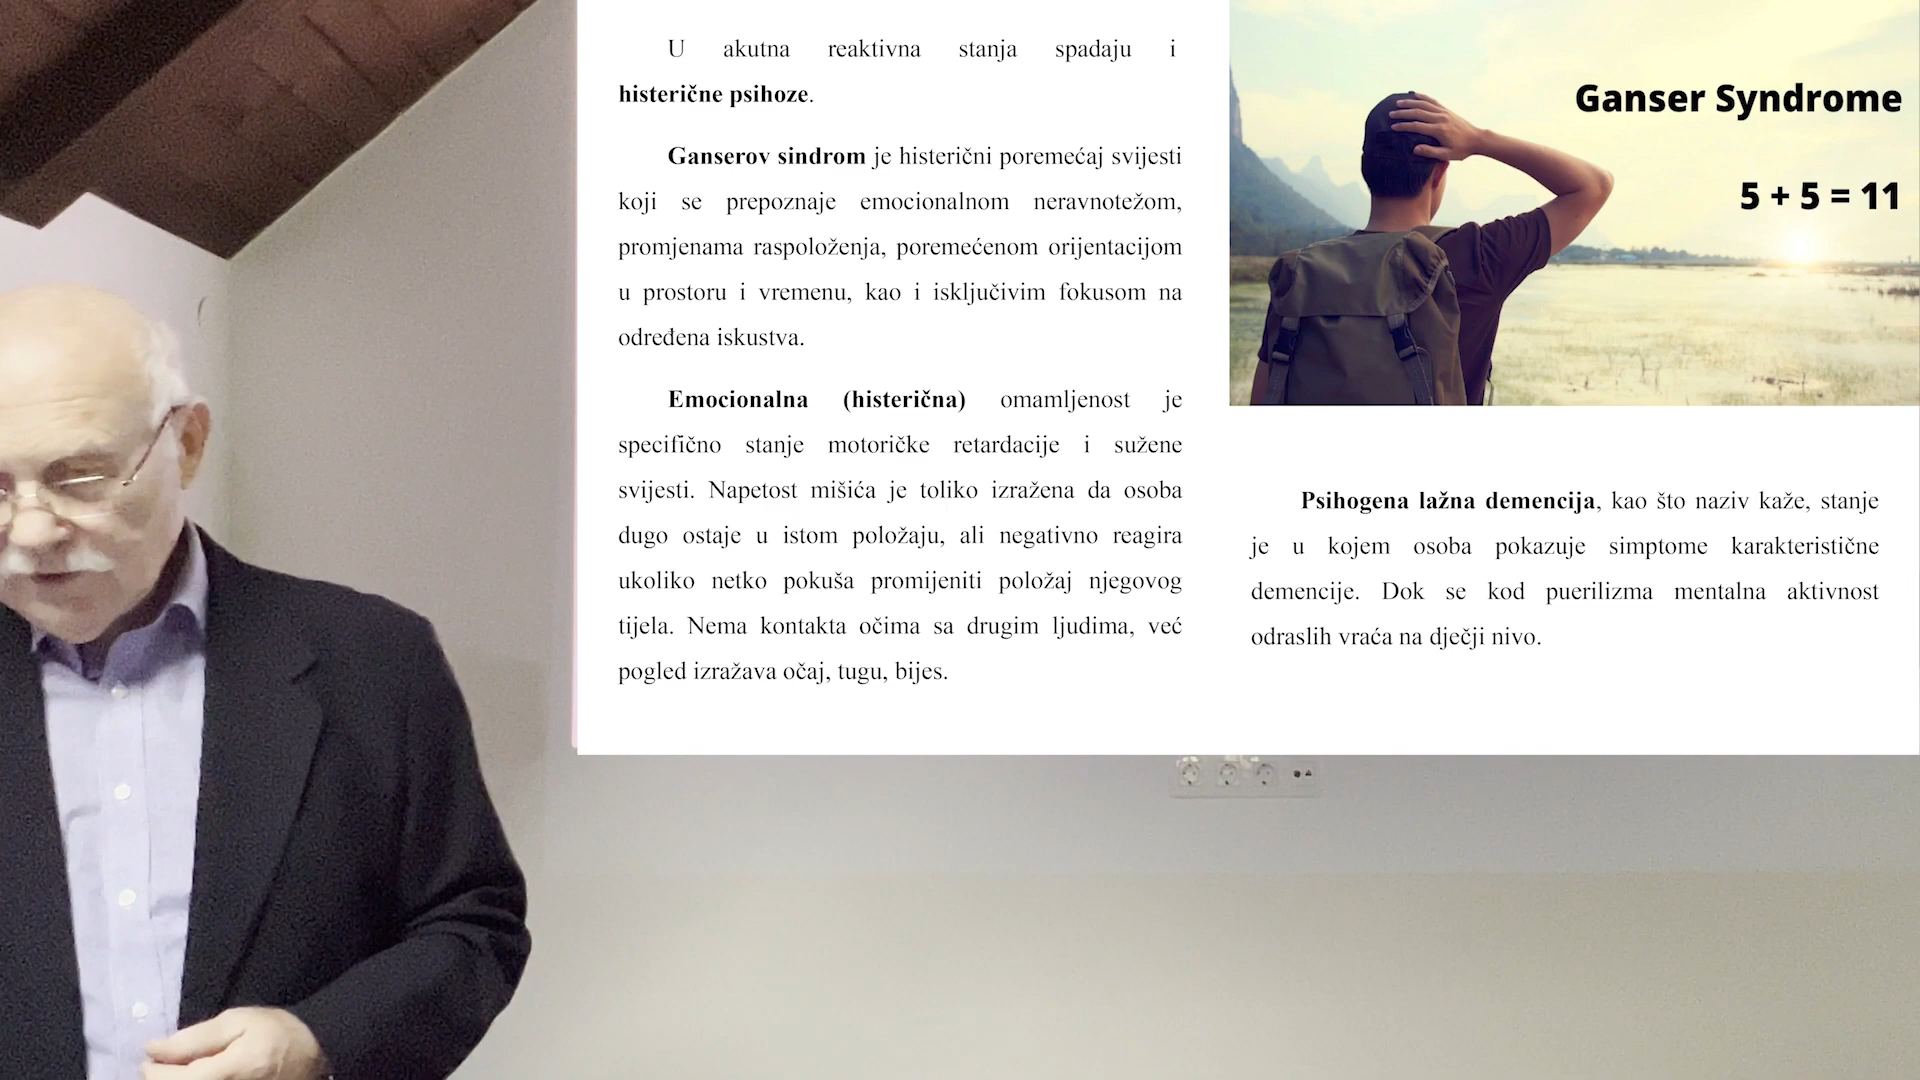 U akutna reaktivna stanja spadaju i
histerične psihoze.
Ganserov sindrom je histerični poremećaj svijesti
koji se prepoznaje emocionalnom neravnotežom,
promjenama raspoloženja, poremećenom orijentacijom
u prostoru i vremenu, kao i isključivim fokusom na
određena iskustva.
Emocionalna (histerična) omamljenost je
specifično stanje motoričke retardacije i sužene
svijesti. Napetost mišića je toliko izražena da osoba
dugo ostaje u istom položaju, ali negativno reagira
ukoliko netko pokuša promijeniti položaj njegovog
tijela. Nema kontakta očima sa drugim ljudima, već
pogled izražava očaj, tugu, bijes.
Ganser Syndrome
5 + 5 = 11
Psihogena lažna demencija, kao što naziv kaže, stanje
je u kojem osoba pokazuje simptome karakteristične
demencije. Dok se kod puerilizma mentalna aktivnost
odraslih vraća na dječji nivo.